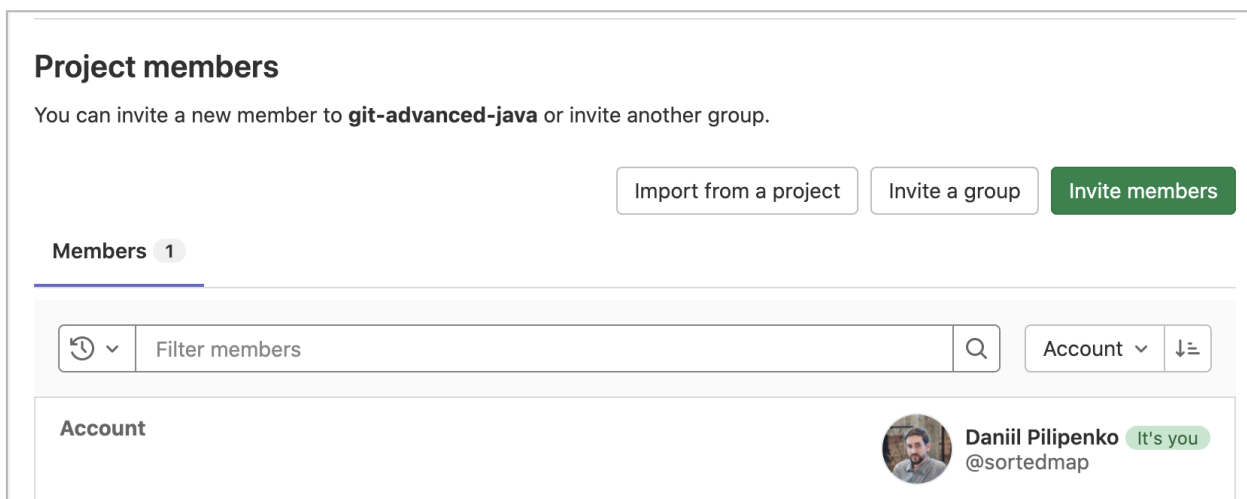 Project members
You can invite a new member to git-advanced-java or invite another group.
Import from a project Invite a group Invite members
Members 1
Filter members Account
Account Daniil Pilipenko It's you
@sortedmap